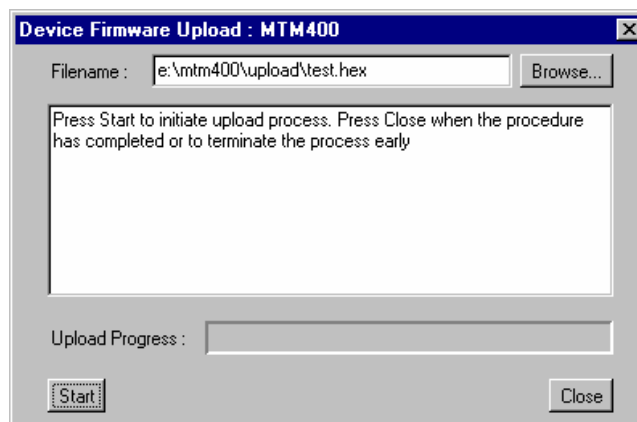 Device Firmware Upload : MTM400
Filename : e:\mtm400\upload\test.hex Browse...
Press Start to initiate upload process. Press Close when the procedure
has completed or to terminate the process early
Upload Progress :
Start Close